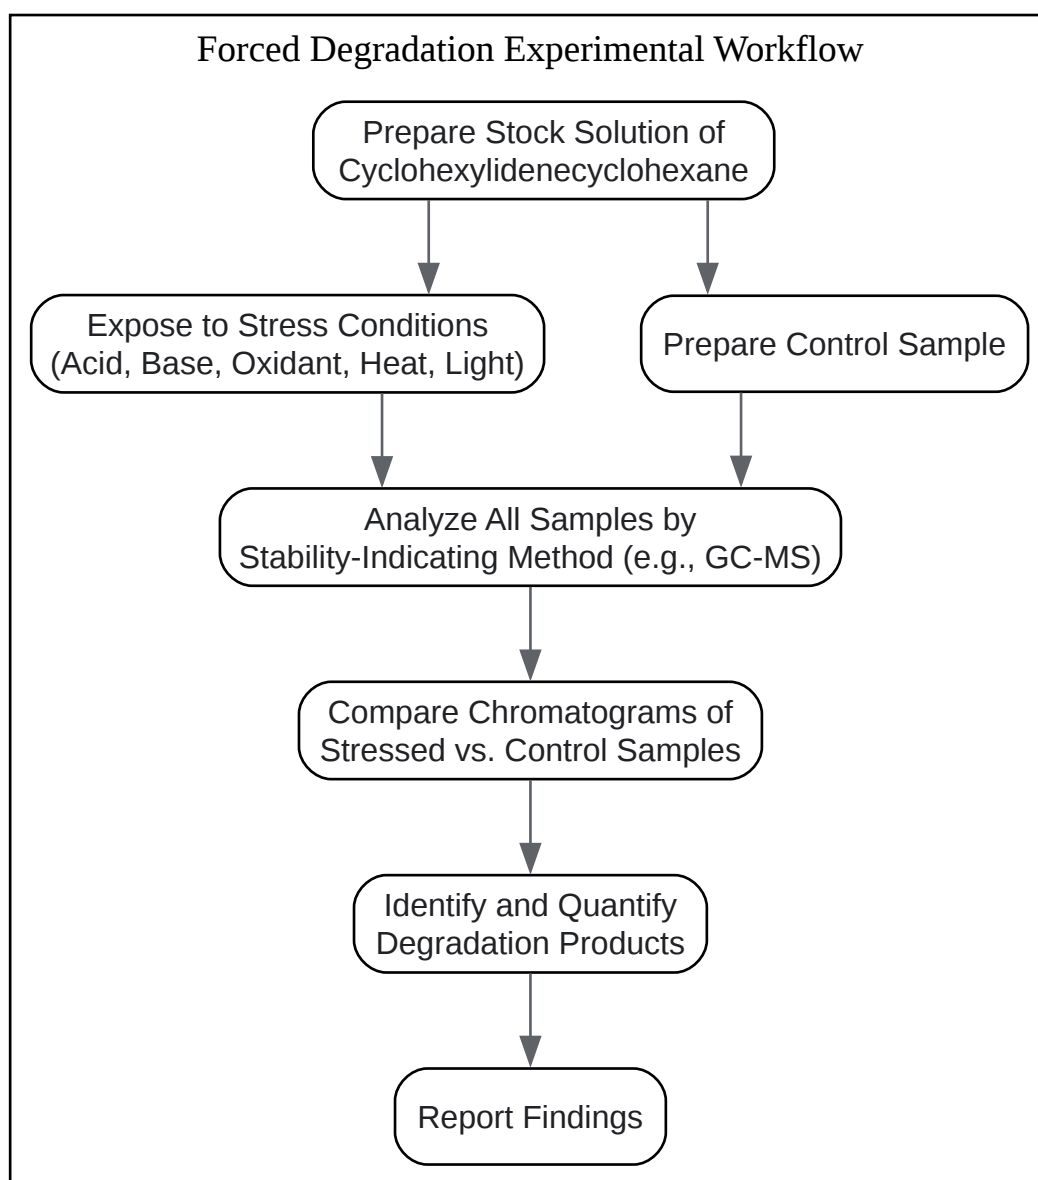 Forced Degradation Experimental Workflow
Prepare Stock Solution of
Cyclohexylidenecyclohexane
Expose to Stress Conditions
(Acid, Base, Oxidant, Heat, Light)
Prepare Control Sample
Analyze All Samples by
Stability-Indicating Method (e.g., GC-MS)
Compare Chromatograms of
Stressed vs. Control Samples
Identify and Quantify
Degradation Products
Report Findings